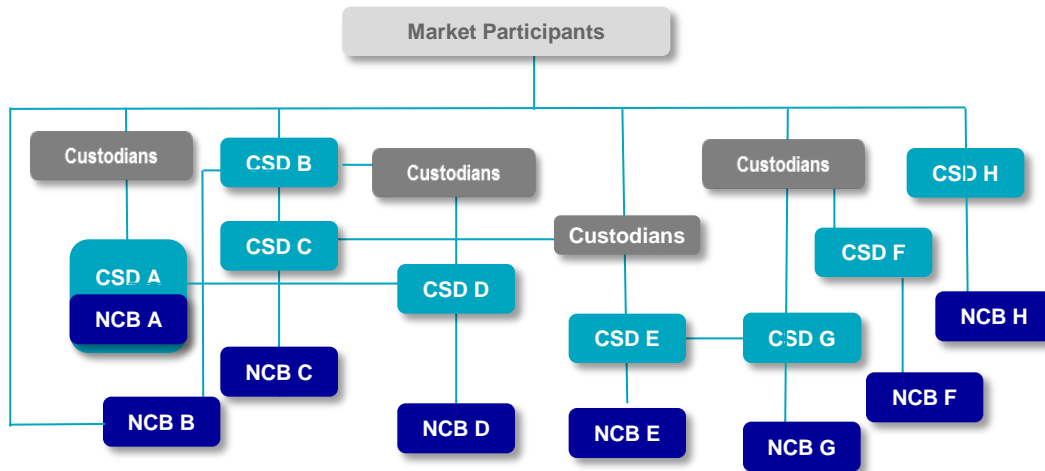 Market Participants
Custodians
CSD B
Custodians
Custodians
CSD H
CSD C
Custodians
CSD F
CSD A
CSD D
NCB A
CSD E
CSD G
NCB H
NCB C
NCB F
NCB B
NCB D
NCB E
NCB G